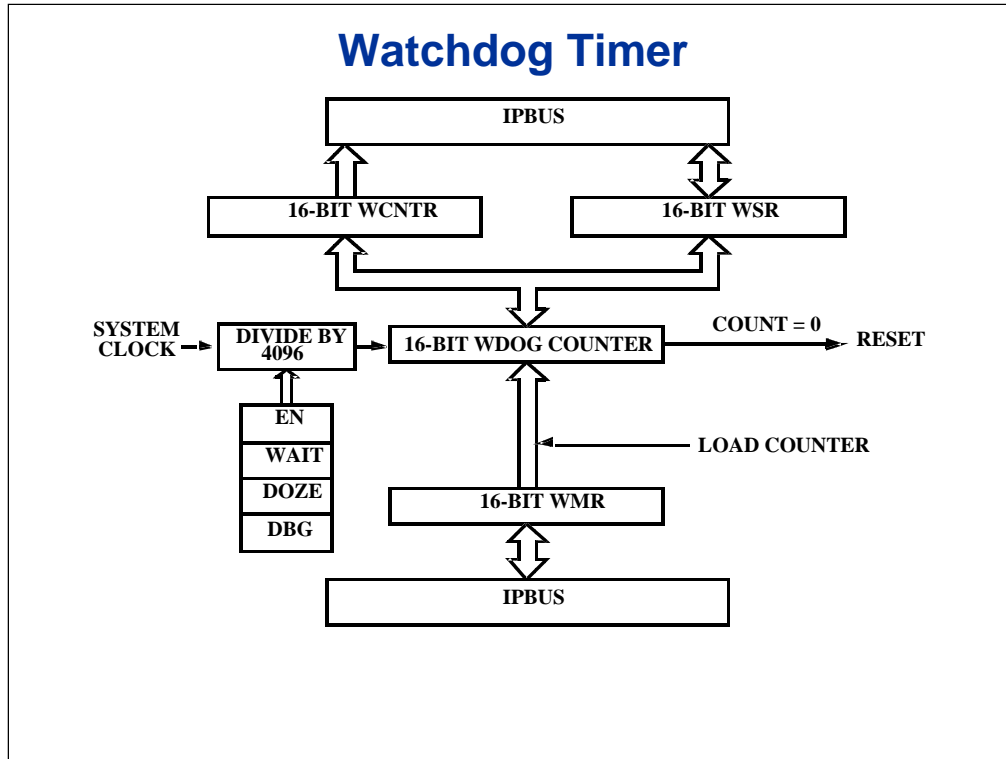 Watchdog Timer
IPBUS
16-BIT WCNTR
16-BIT WSR
SYSTEM
CLOCK
DIVIDE BY
4096
16-BIT WDOG COUNTER
COUNT = 0
RESET
EN
WAIT
DOZE
DBG
LOAD COUNTER
16-BIT WMR
IPBUS